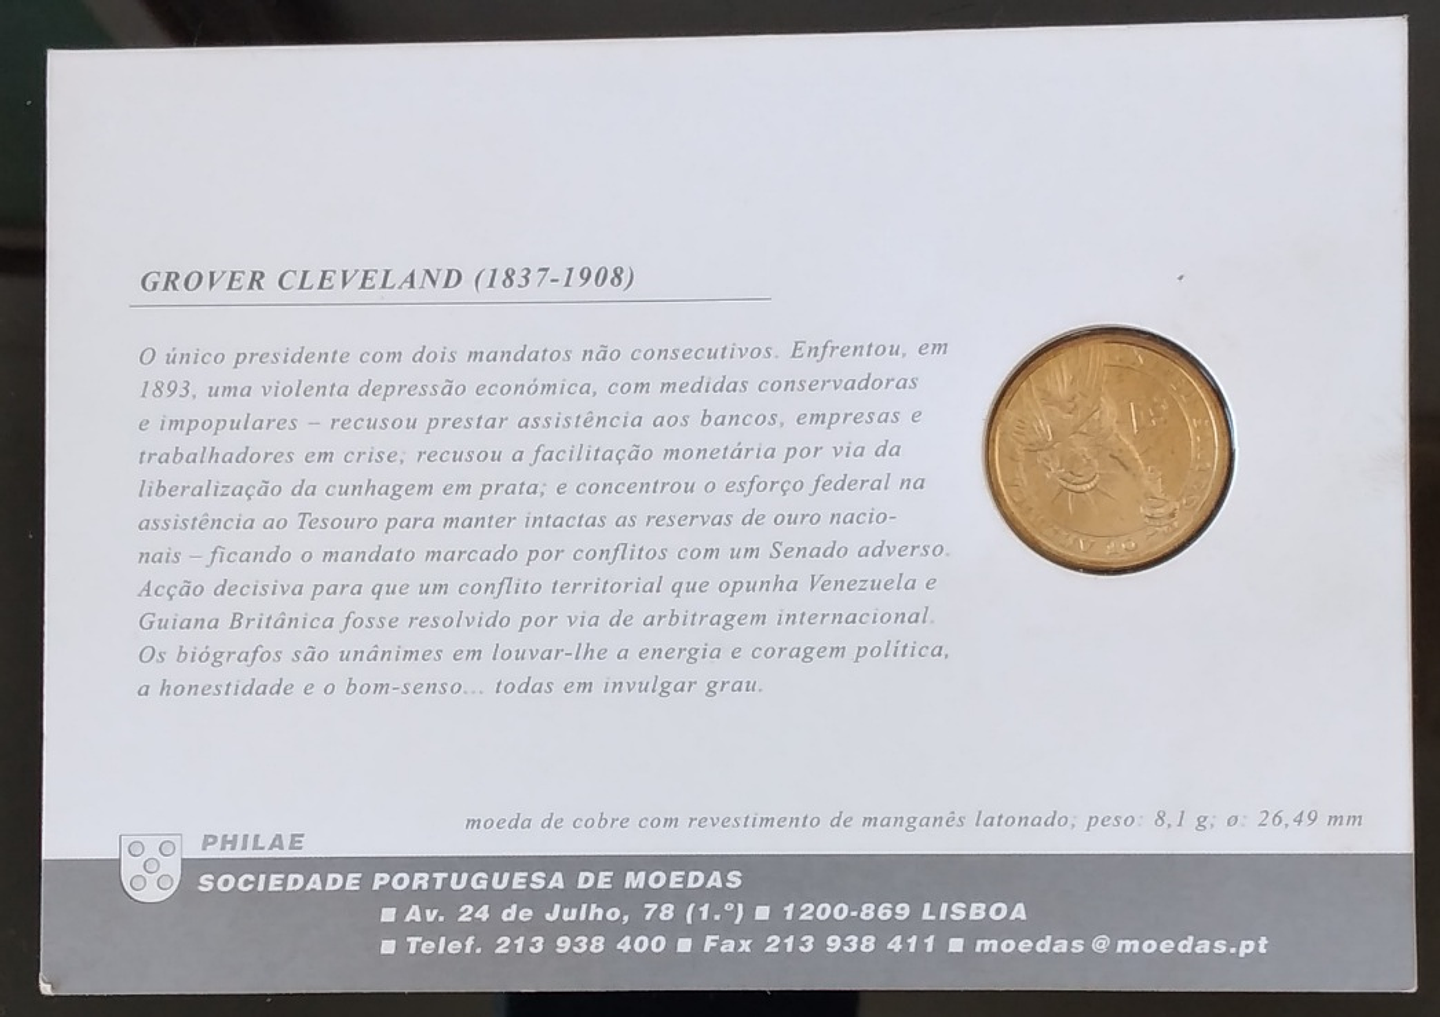 GROVER CLEVELAND (1837-1908)
O único presidente com dois mandatos não consecutivos. Enfrentou, em
1893, uma violenta depressão económica, com medidas conservadoras
e impopulares – recusou prestar assistência aos bancos, empresas e
trabalhadores em crise; recusou a facilitação monetária por via da
liberalização da cunhagem em prata; e concentrou o esforço federal na
assistência ao Tesouro para manter intactas as reservas de ouro nacio-
nais – ficando o mandato marcado por conflitos com um Senado adverso.
Acção decisiva para que um conflito territorial que opunha Venezuela e
Guiana Britânica fosse resolvido por via de arbitragem internacional.
Os biógrafos são unânimes em louvar-lhe a energia e coragem política,
a honestidade e o bom-senso... todas em invulgar grau.
$1
moeda de cobre com revestimento de manganês latonado; peso: 8,1 g; ø: 26,49 mm
PHILAE
SOCIEDADE PORTUGUESA DE MOEDAS
■ Av. 24 de Julho, 78 (1.º) ■ 1200-869 LISBOA
■ Telef. 213 938 400 ■ Fax 213 938 411 ■ moedas@moedas.pt